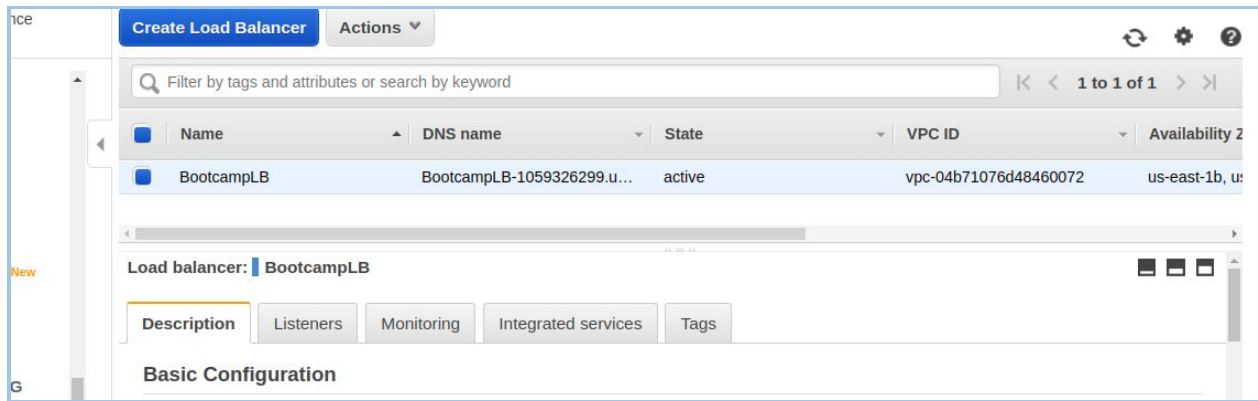 nce
Create Load Balancer Actions
Filter by tags and attributes or search by keyword 1 to 1 of 1
Name DNS name State VPC ID Availability Z
BootcampLB BootcampLB-1059326299.u... active vpc-04b71076d48460072 us-east-1b, us
New
Load balancer: BootcampLB
Description Listeners Monitoring Integrated services Tags
Basic Configuration
G